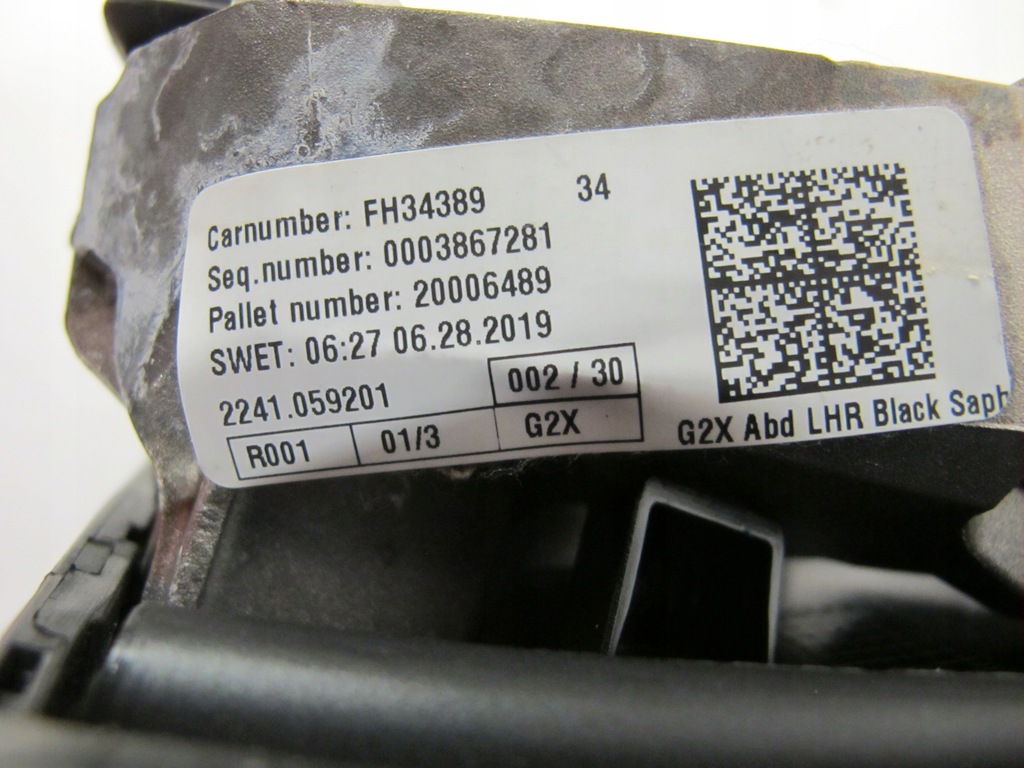 Carnumber: FH34389 34
Seq.number: 0003867281
Pallet number: 20006489
SWET: 06:27 06.28.2019
2241.059201 002 / 30
R001 01/3 G2X
G2X Abd LHR Black Saph